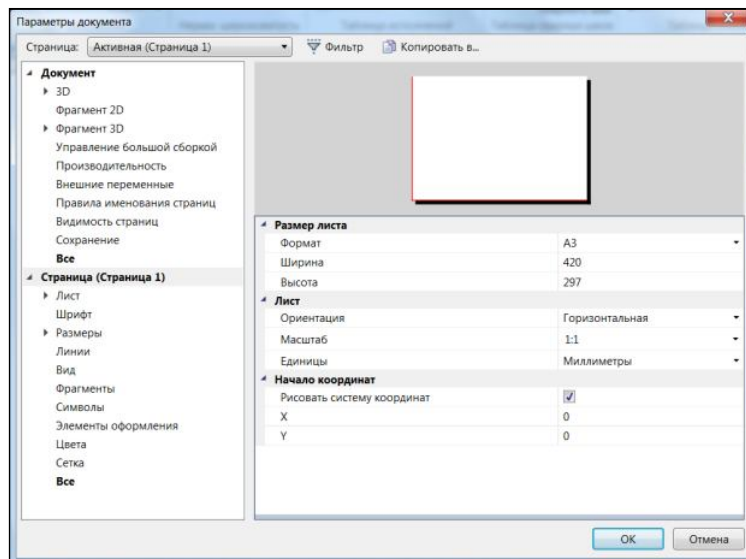 Параметры документа
Страница: Активная (Страница 1) Фильтр Копировать в...
Документ
3D
Фрагмент 2D
Фрагмент 3D
Управление большой сборкой
Производительность
Внешние переменные
Правила именования страниц
Видимость страниц
Сохранение
Все
Страница (Страница 1)
Лист
Шрифт
Размеры
Линии
Вид
Фрагменты
Символы
Элементы оформления
Цвета
Сетка
Все
Размер листа
Формат A3
Ширина 420
Высота 297
Лист
Ориентация Горизонтальная
Масштаб 1:1
Единицы Миллиметры
Начало координат
Рисовать систему координат
X 0
Y 0
OK Отмена